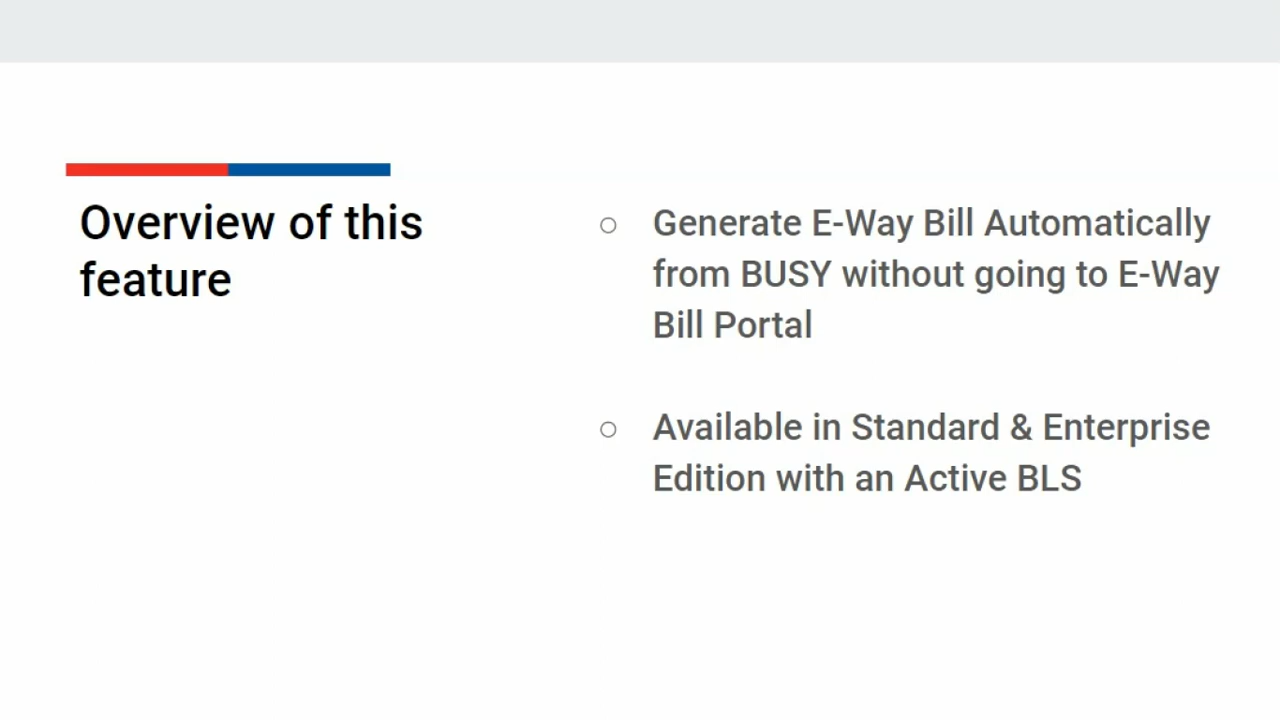 Overview of this
feature
○ Generate E-Way Bill Automatically
from BUSY without going to E-Way
Bill Portal
○ Available in Standard & Enterprise
Edition with an Active BLS